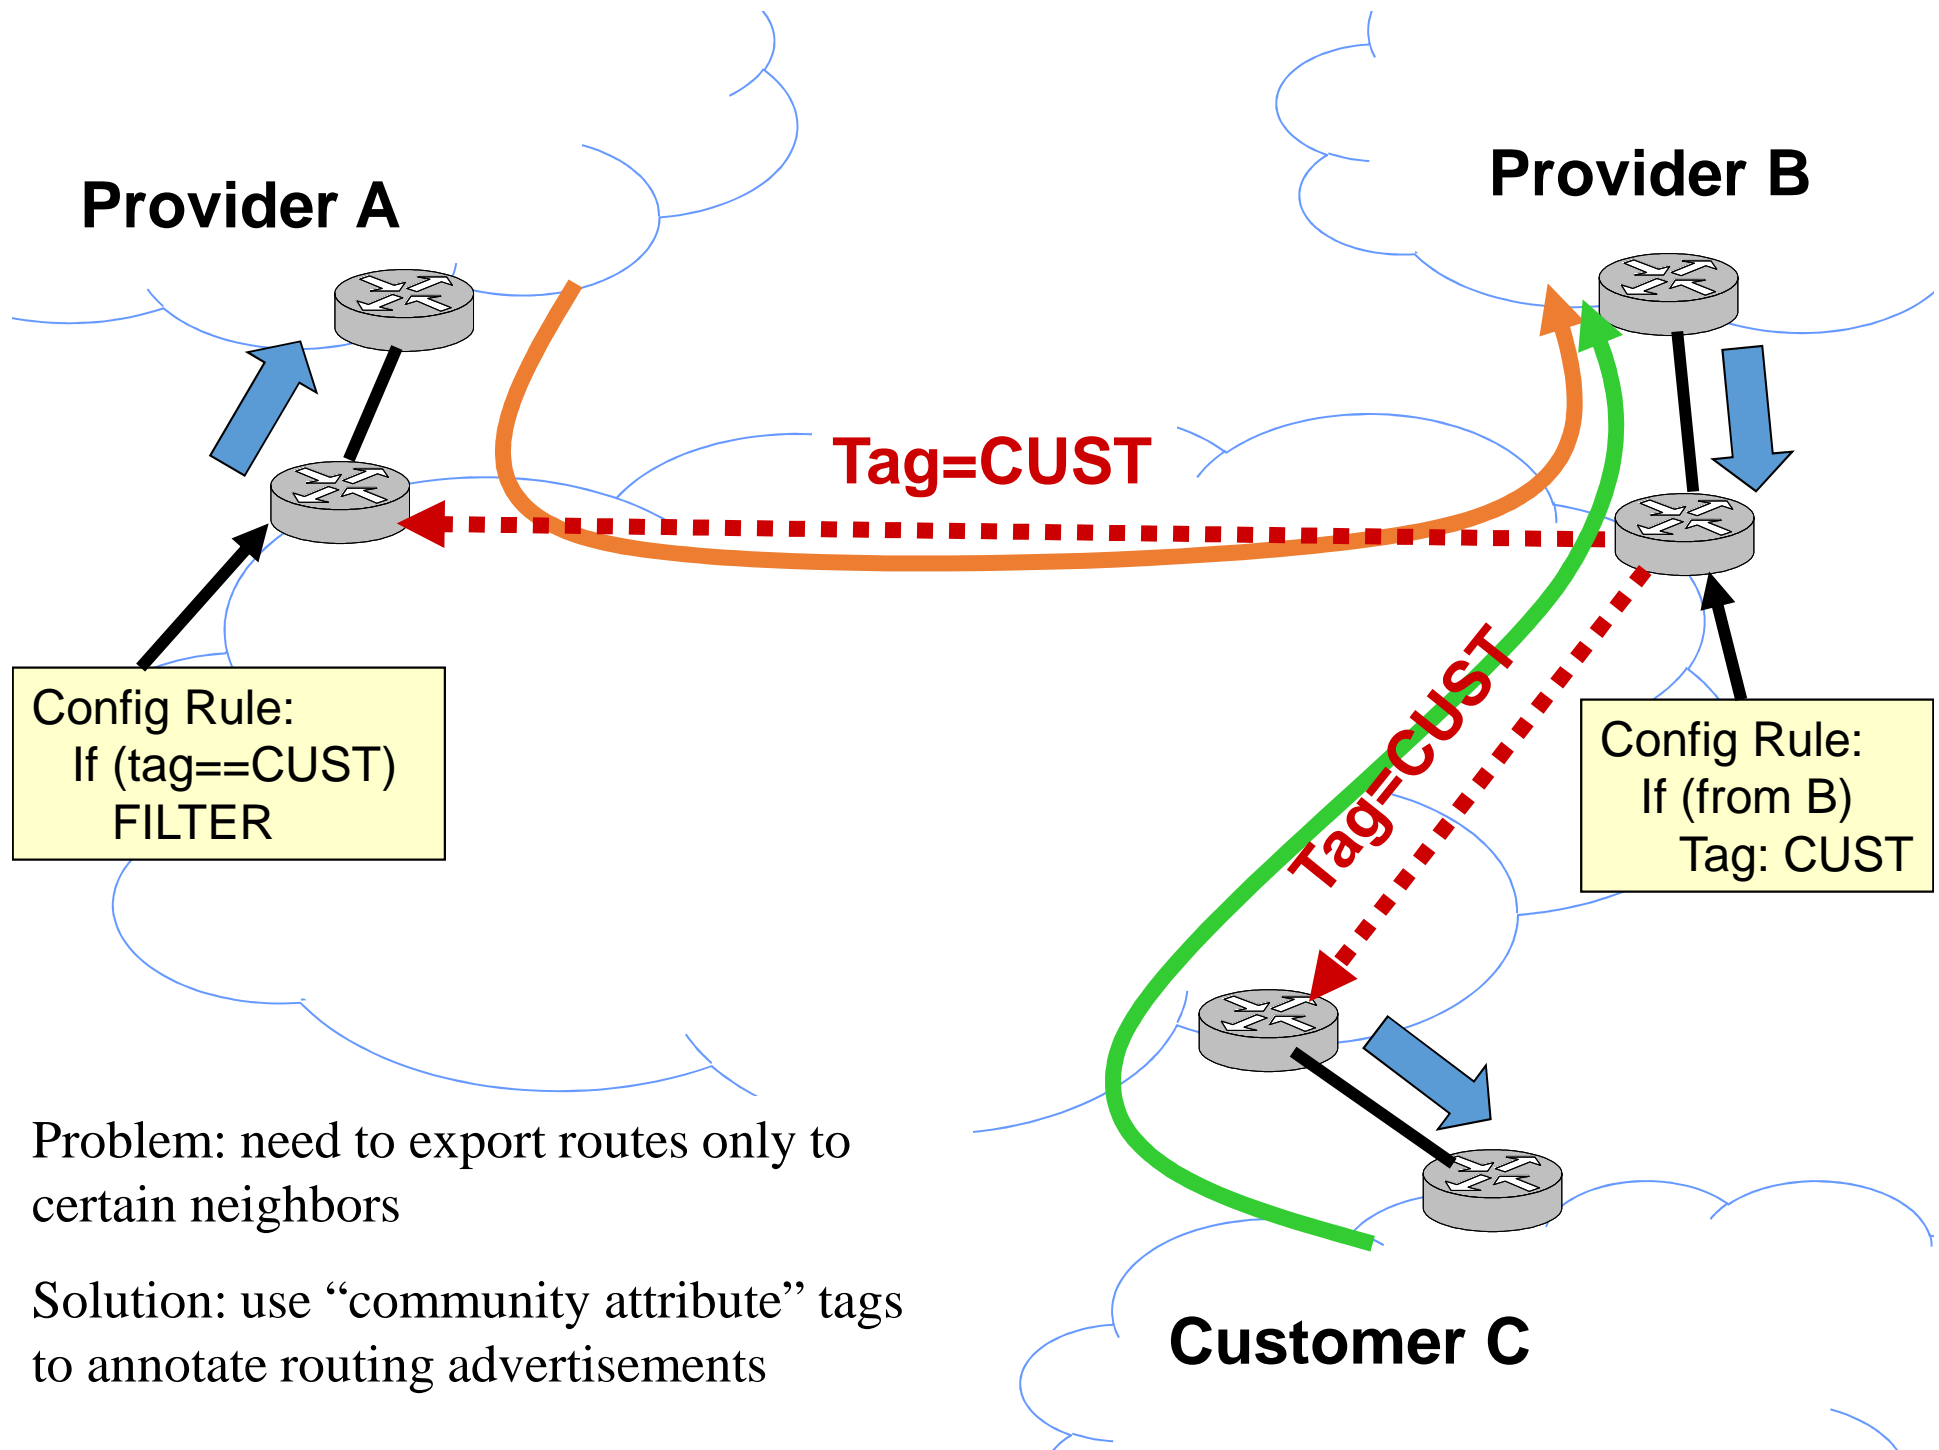 Provider A
Provider B
Tag=CUST
Tag=CUST
Config Rule:
If (tag==CUST)
FILTER
Config Rule:
If (from B)
Tag: CUST
Problem: need to export routes only to
certain neighbors
Solution: use “community attribute” tags
to annotate routing advertisements
Customer C